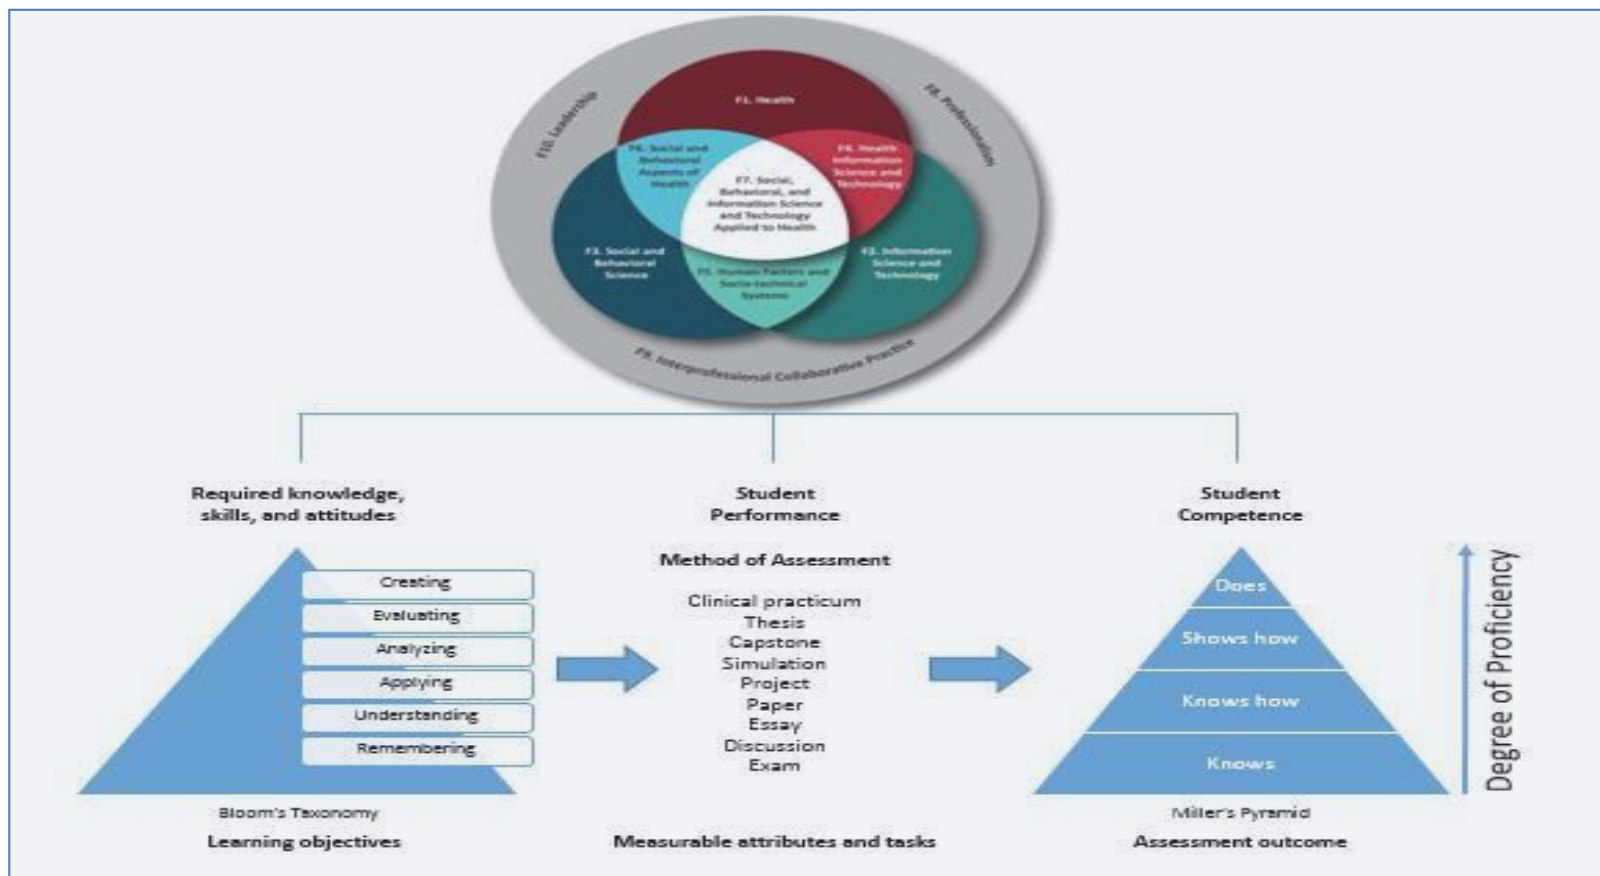 F10. Leadership
F8. Professionalism
F1. Health
F6. Social and
Behavioral
Aspects of
Health
F4. Health
Information
Science and
Technology
F7. Social,
Behavioral, and
Information Science
and Technology
Applied to Health
F3. Social and
Behavioral
Science
F2. Information
Science and
Technology
F5. Human Factors and
Socio-technical
Systems
F9. Interprofessional Collaborative Practice
Required knowledge,
skills, and attitudes
Creating
Evaluating
Analyzing
Applying
Understanding
Remembering
Bloom's Taxonomy
Learning objectives
Student
Performance
Method of Assessment
Clinical practicum
Thesis
Capstone
Simulation
Project
Paper
Essay
Discussion
Exam
Measurable attributes and tasks
Student
Competence
Does
Shows how
Knows how
Knows
Miller's Pyramid
Assessment outcome
Degree of Proficiency